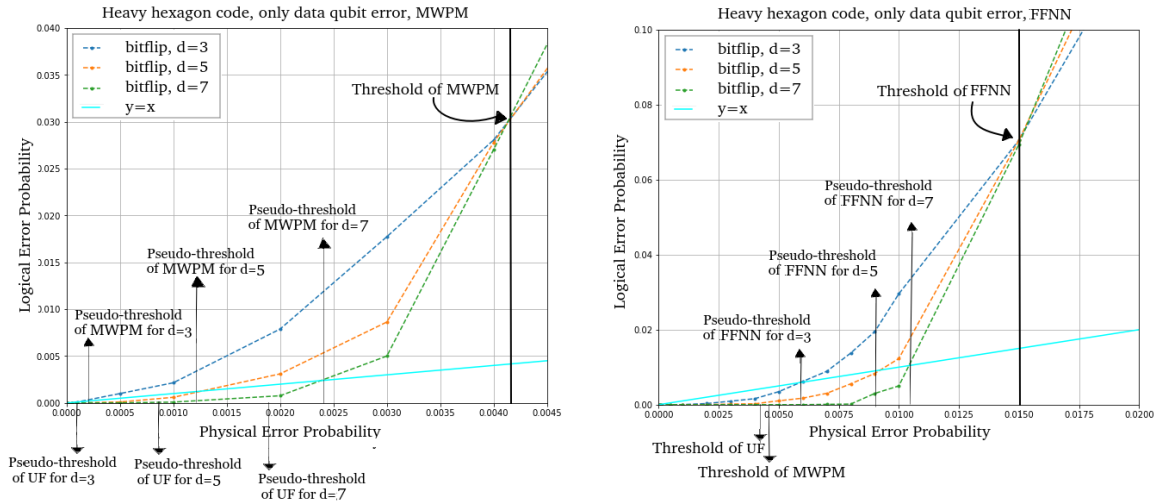 Heavy hexagon code, only data qubit error, MWPM
bitflip, d=3
bitflip, d=5
bitflip, d=7
y=x
Threshold of MWPM
Pseudo-threshold
of MWPM for d=7
Pseudo-threshold
of MWPM for d=5
Pseudo-threshold
of MWPM for d=3
Logical Error Probability
0.040
0.035
0.030
0.025
0.020
0.015
0.010
0.005
0.000
0.0000
0.0005
0.0010
0.0015
0.0020
0.0025
0.0030
0.0035
0.0040
0.0045
Physical Error Probability
Pseudo-threshold
of UF for d=3
Pseudo-threshold
of UF for d=5
Pseudo-threshold
of UF for d=7
Heavy hexagon code, only data qubit error, FFNN
bitflip, d=3
bitflip, d=5
bitflip, d=7
y=x
Threshold of FFNN
Pseudo-threshold
of FFNN for
d=7
Pseudo-threshold
of FFNN for
d=5
Pseudo-threshold
of FFNN for d=3
Logical Error Probability
0.10
0.08
0.06
0.04
0.02
0.00
0.0000
0.0025
0.0050
0.0075
0.0100
0.0125
0.0150
0.0175
0.0200
Physical Error Probability
Threshold of UF
Threshold of MWPM